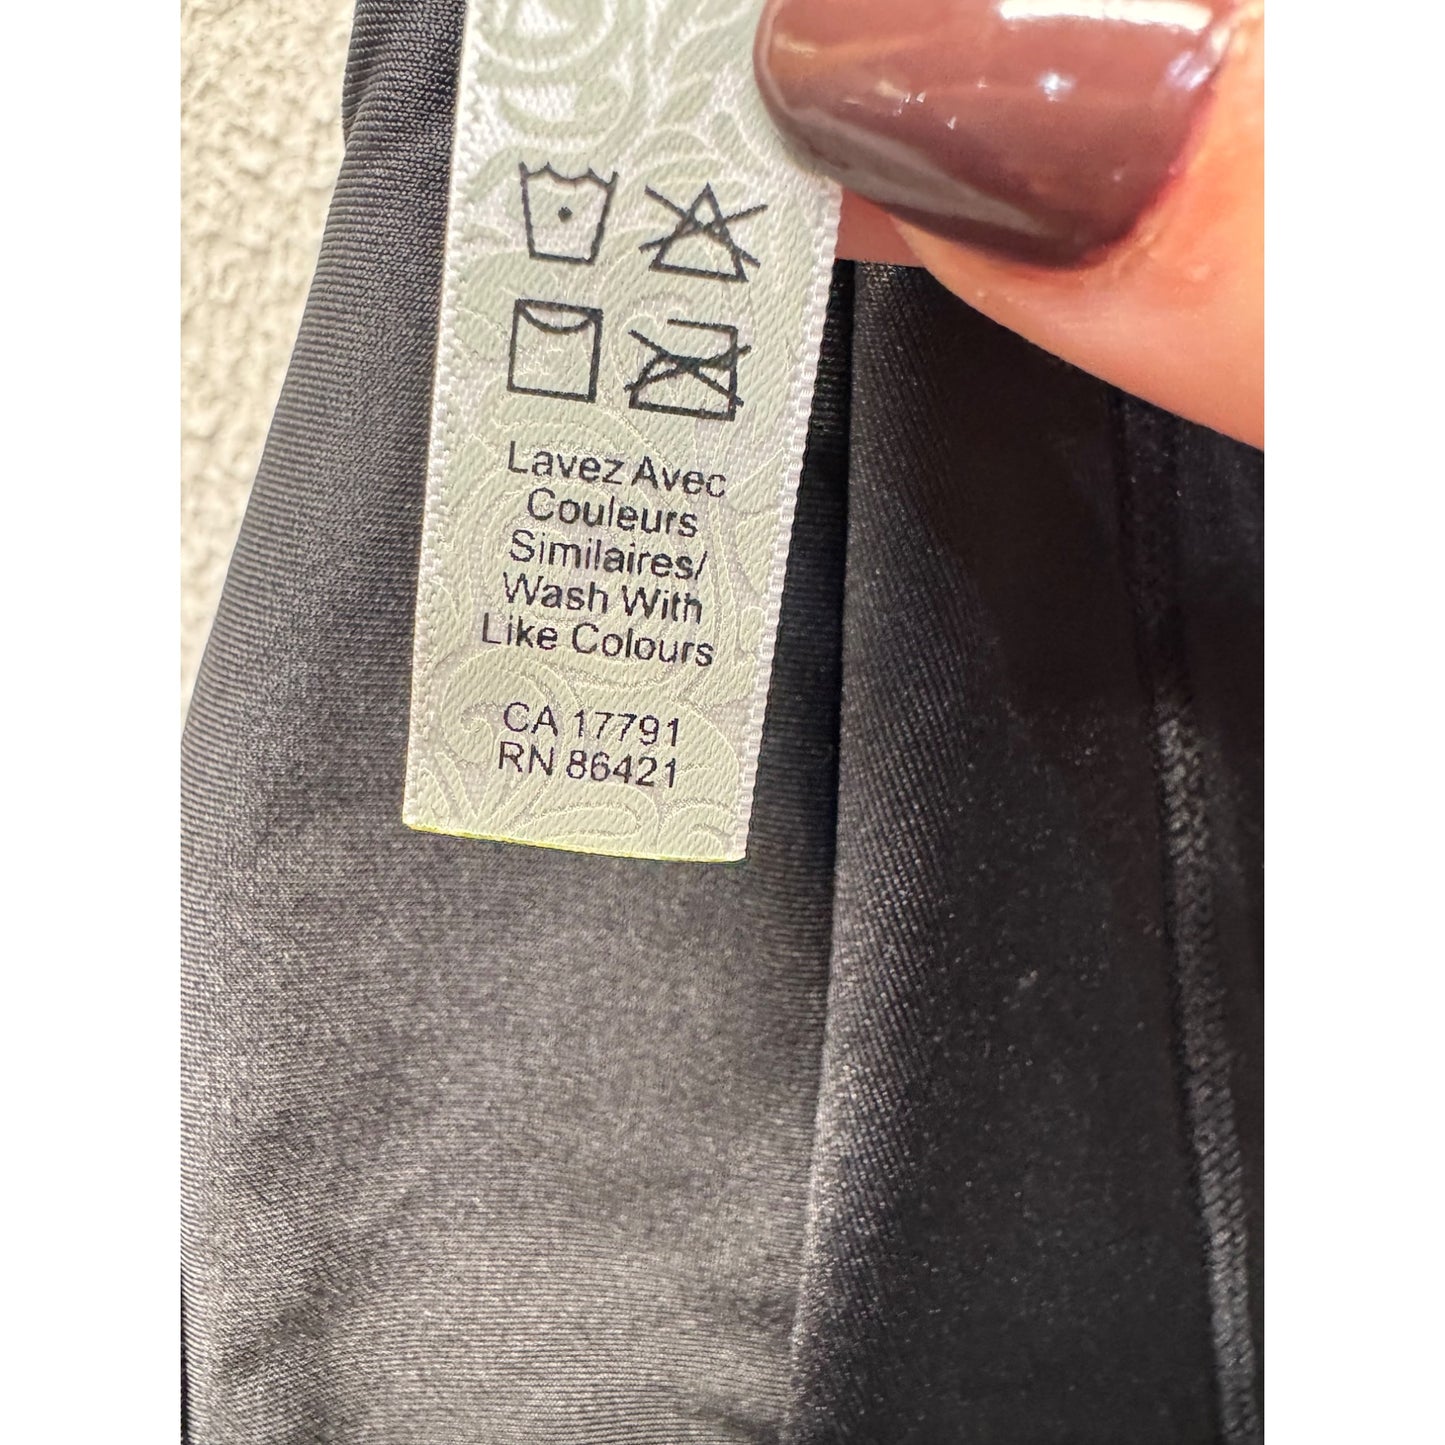 Lavez Avec
Couleurs
Similaires/
Wash With
Like Colours
CA 17791
RN 86421